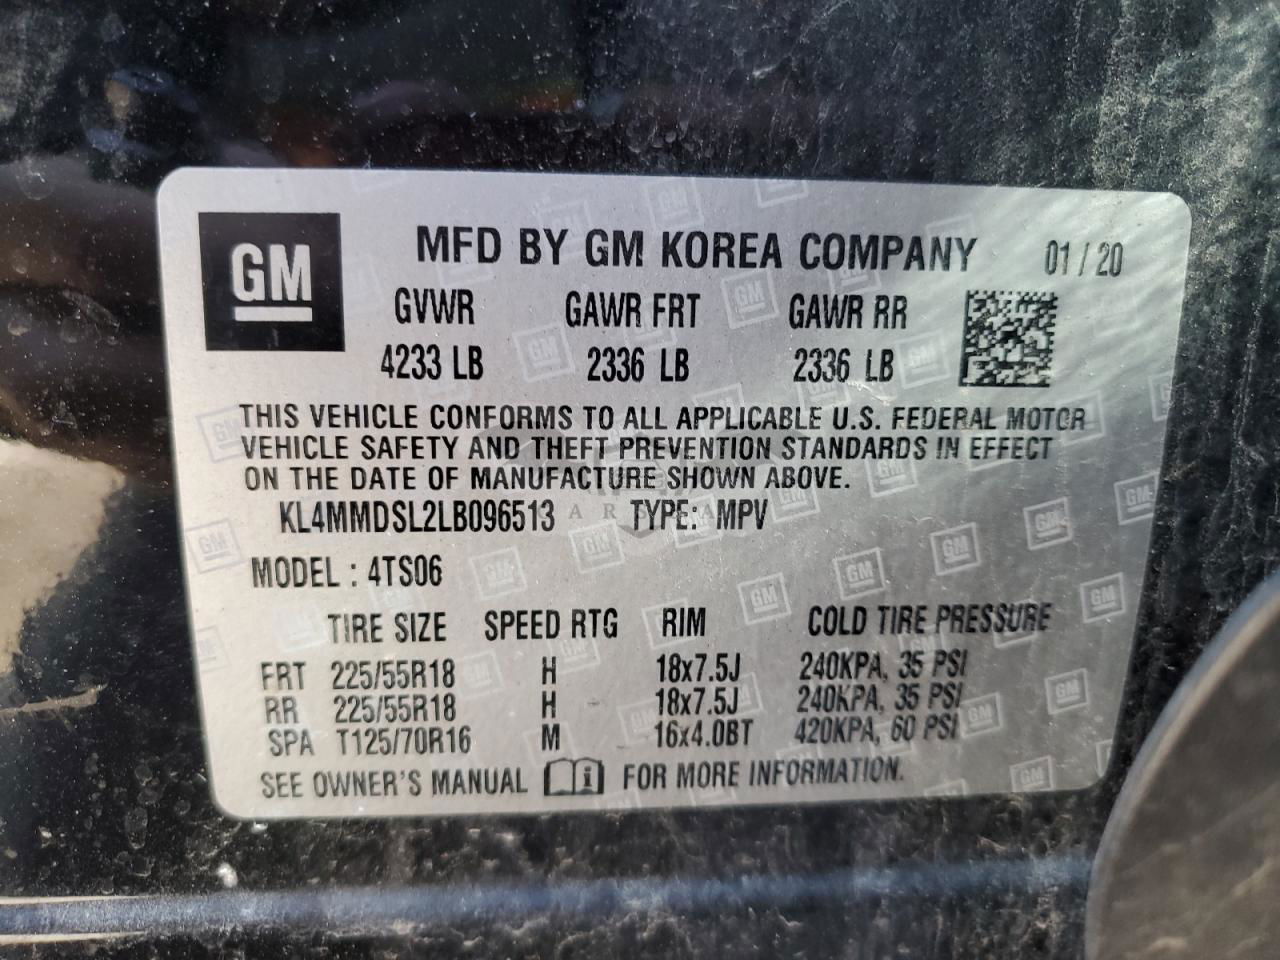 GM
MFD BY GM KOREA COMPANY 01 / 20
GVWR GAWR FRT GAWR RR
4233 LB 2336 LB 2336 LB
THIS VEHICLE CONFORMS TO ALL APPLICABLE U.S. FEDERAL MOTOR
VEHICLE SAFETY AND THEFT PREVENTION STANDARDS IN EFFECT
ON THE DATE OF MANUFACTURE SHOWN ABOVE.
KL4MMDSL2LB096513 TYPE: MPV
MODEL : 4TS06
TIRE SIZE SPEED RTG RIM COLD TIRE PRESSURE
FRT 225/55R18 H 18x7.5J 240KPA, 35 PSI
RR 225/55R18 H 18x7.5J 240KPA, 35 PSI
SPA T125/70R16 M 16x4.0BT 420KPA, 60 PSI
SEE OWNER'S MANUAL FOR MORE INFORMATION.